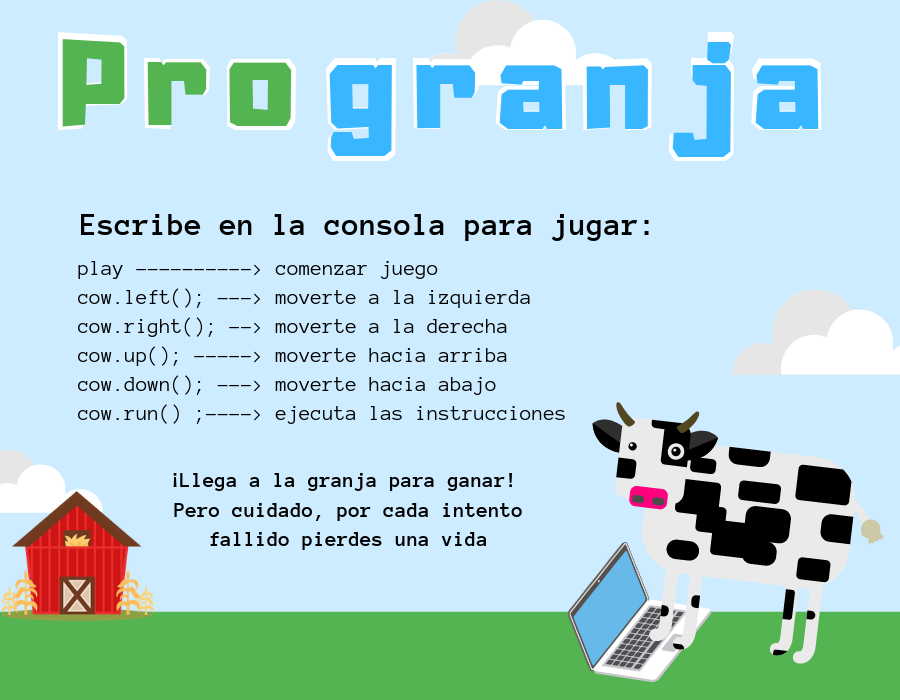 Progranja
Escribe en la consola para jugar:
play ----------> comenzar juego
cow.left(); ---> moverte a la izquierda
cow.right(); --> moverte a la derecha
cow.up(); -----> moverte hacia arriba
cow.down(); ---> moverte hacia abajo
cow.run() ;----> ejecuta las instrucciones
¡Llega a la granja para ganar!
Pero cuidado, por cada intento
fallido pierdes una vida